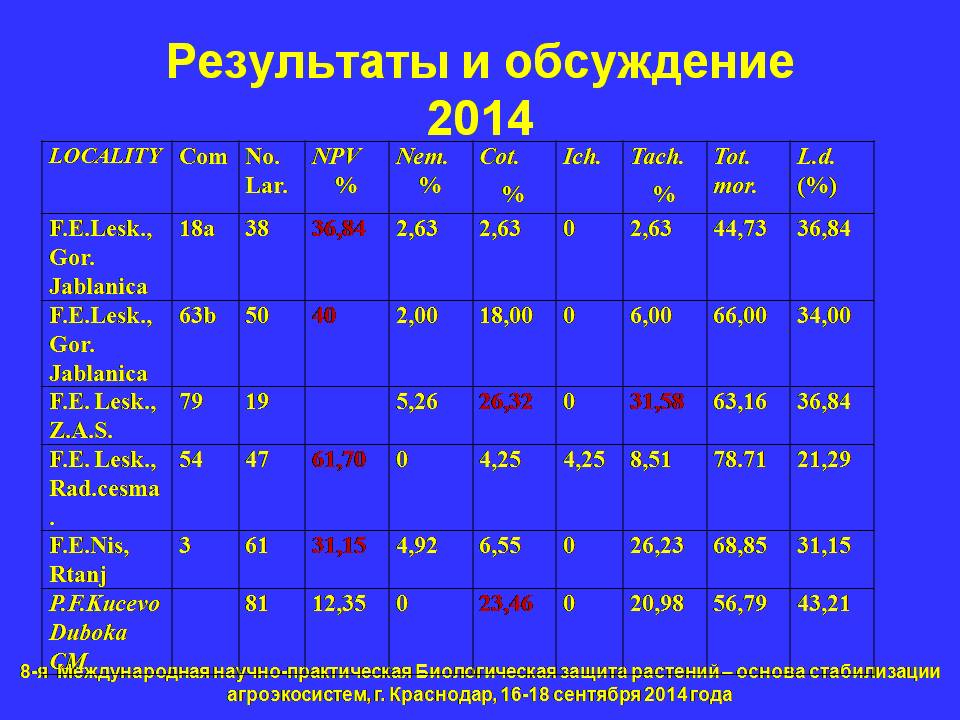 Результаты и обсуждение
2014
LOCALITY Com No. Lar. NPV % Nem. % Cot. % Ich. Tach. % Tot. mor. L.d. (%)
F.E.Lesk., Gor. Jablanica 18a 38 36,84 2,63 2,63 0 2,63 44,73 36,84
F.E.Lesk., Gor. Jablanica 63b 50 40 2,00 18,00 0 6,00 66,00 34,00
F.E. Lesk., Z.A.S. 79 19 5,26 26,32 0 31,58 63,16 36,84
F.E. Lesk., Rad.cesma. 54 47 61,70 0 4,25 4,25 8,51 78.71 21,29
F.E.Nis, Rtanj 3 61 31,15 4,92 6,55 0 26,23 68,85 31,15
P.F.Kucevo Duboka CM 81 12,35 0 23,46 0 20,98 56,79 43,21
8-я Международная научно-практическая Биологическая защита растений – основа стабилизации
агроэкосистем, г. Краснодар, 16-18 сентября 2014 года